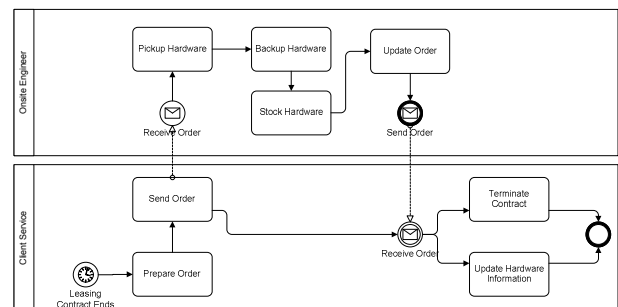 Onsite Engineer
Pickup Hardware
Backup Hardware
Update Order
Stock Hardware
Receive Order
Send Order
Client Service
Send Order
Terminate
Contract
Receive Order
Prepare Order
Update Hardware
Information
Leasing
Contract Ends